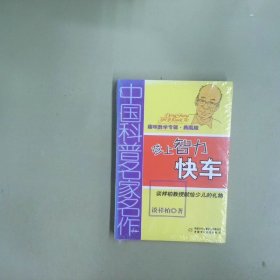 中国科普名家名作
趣味数学专辑·典藏版
登上智力
快车
谈祥柏教授献给少儿的礼物
谈祥柏◎著